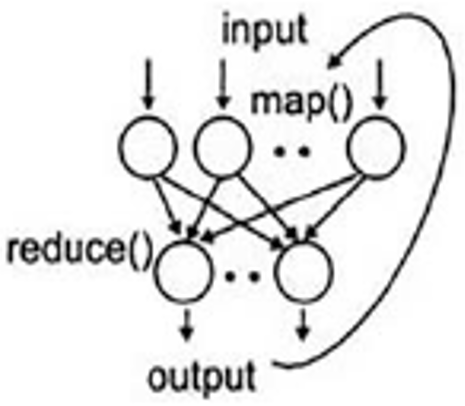 input
map()
reduce()
output